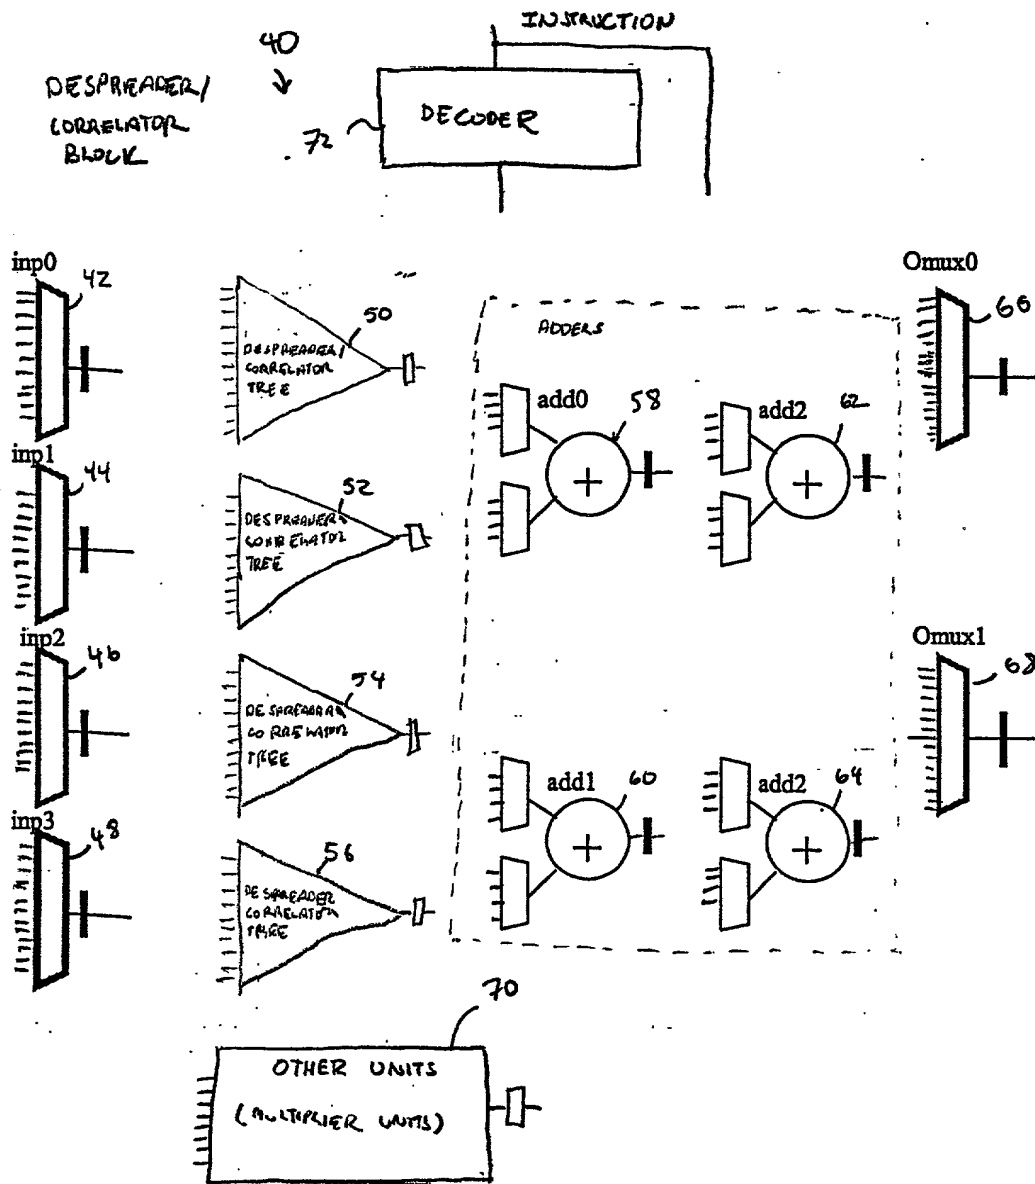 INSTRUCTION
40
DESPREADER/
CORRELATOR
BLOCK
72
DECODER
inp0
42
50
DESPREADER/
CORRELATOR
TREE
ADDERS
add0
58
add2
62
Omux0
66
inp1
44
52
DESPREADER/
CORRELATOR
TREE
inp2
46
54
DESPREADER/
CORRELATOR
TREE
Omux1
68
inp3
48
56
DESPREADER
CORRELATOR
TREE
add1
60
add2
64
70
OTHER UNITS
(MULTIPLIER UNITS)